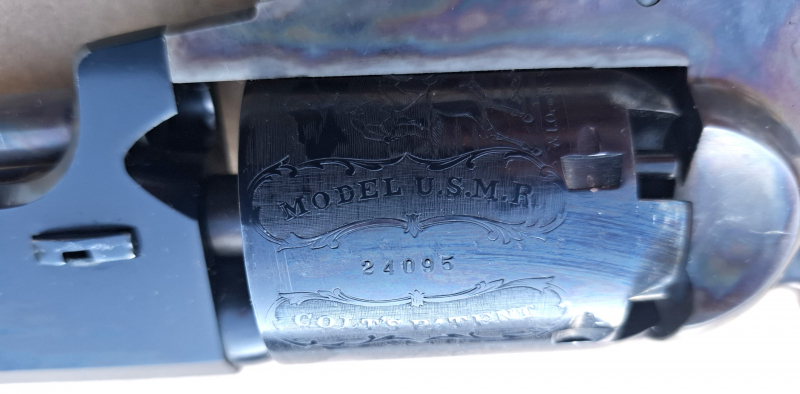 MODEL U.S.M.R.
24095
COLT'S PATENT